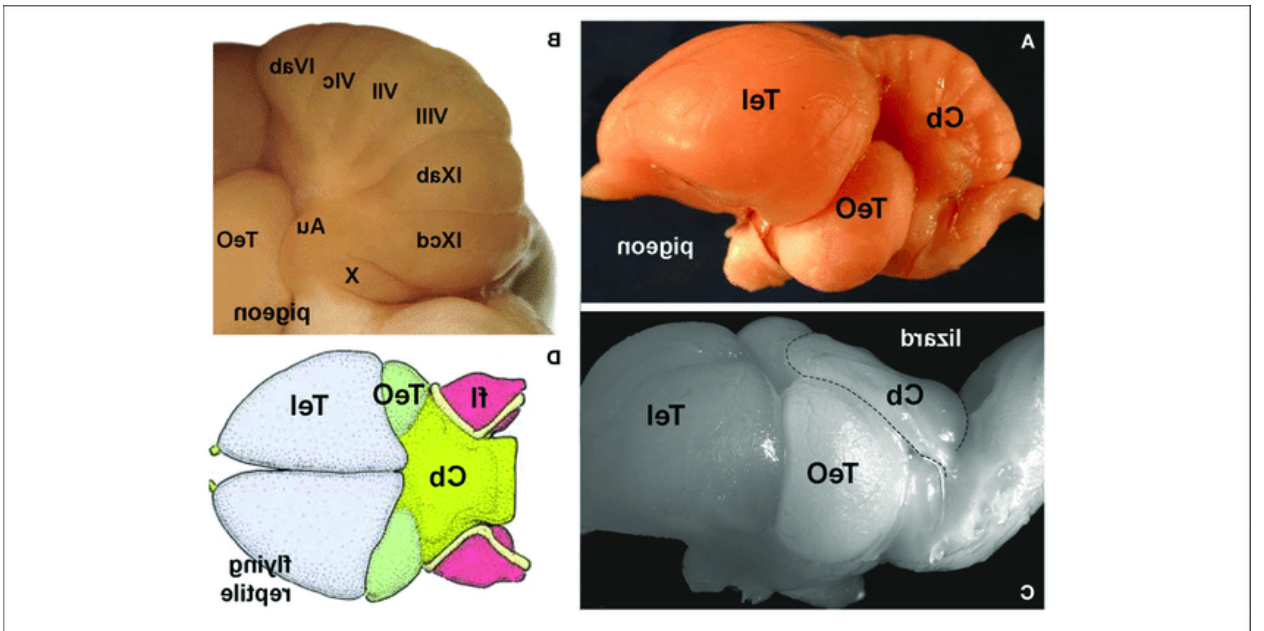 A
Tel
Cb
TeO
pigeon
B
IVab
VIc
VII
VIII
IXab
Au
IXcd
TeO
X
pigeon
lizard
Cb
Tel
TeO
C
D
TeO
fl
Tel
Cb
flying
reptile